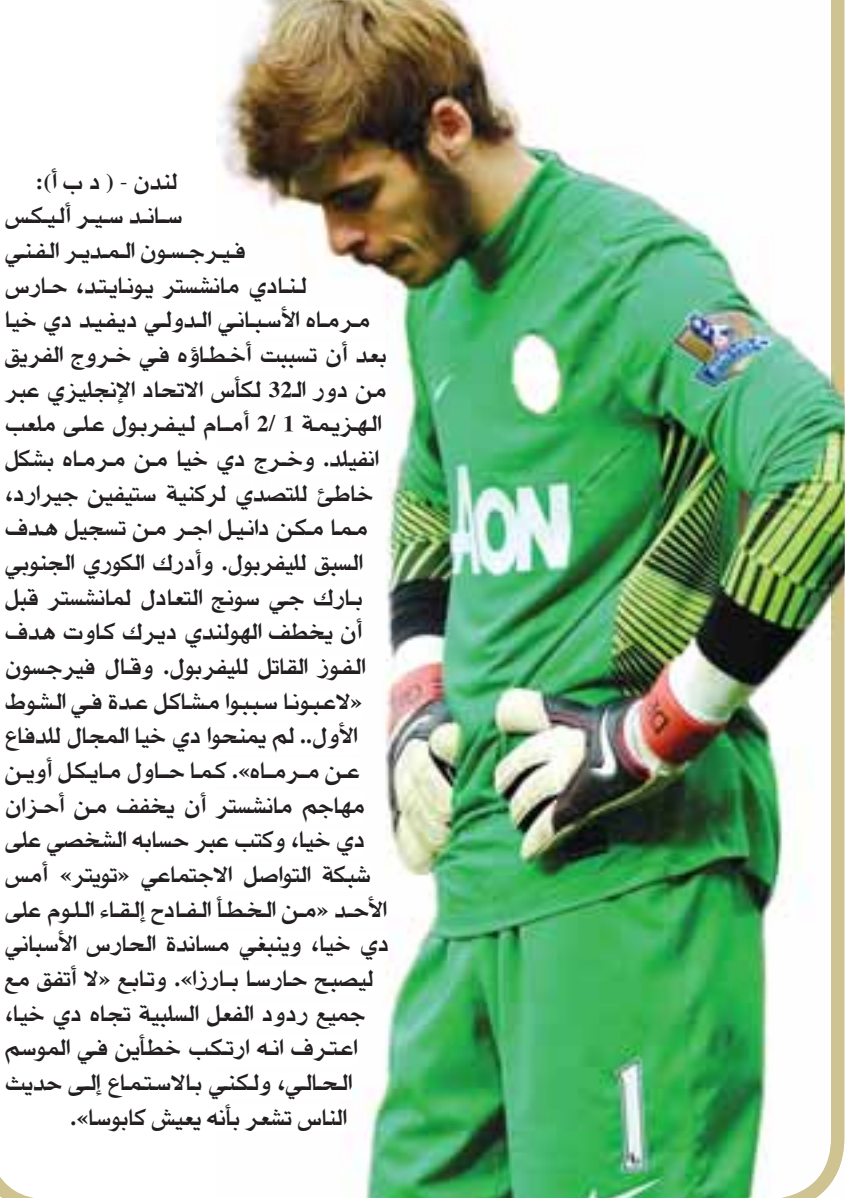 لندن - ( د ب أ):
ساند سير أليكس
فيرجسون المدير الفني
لنادي مانشستر يونايتد، حارس
مرماه الأسباني الدولي ديفيد دي خيا
بعد أن تسببت أخطاؤه في خروج الفريق
من دور الـ32 لكأس الاتحاد الإنجليزي عبر
الهزيمة 1 /2 أمام ليفربول على ملعب
انفيلد. وخرج دي خيا من مرماه بشكل
خاطئ للتصدي لركنية ستيفين جيرارد،
مما مكن دانيل اجر من تسجيل هدف
السبق لليفربول. وأدرك الكوري الجنوبي
بارك جي سونج التعادل لمانشستر قبل
أن يخطف الهولندي ديرك كاوت هدف
الفوز القاتل لليفربول. وقال فيرجسون
«لاعبونا سببوا مشاكل عدة في الشوط
الأول.. لم يمنحوا دي خيا المجال للدفاع
عن مرماه». كما حاول مايكل أوين
مهاجم مانشستر أن يخفف من أحزان
دي خيا، وكتب عبر حسابه الشخصي على
شبكة التواصل الاجتماعي «تويتر» أمس
الأحد «من الخطأ الفادح إلقاء اللوم على
دي خيا، وينبغي مساندة الحارس الأسباني
ليصبح حارسا بارزا». وتابع «لا أتفق مع
جميع ردود الفعل السلبية تجاه دي خيا،
اعترف انه ارتكب خطأين في الموسم
الحالي، ولكني بالاستماع إلى حديث
الناس تشعر بأنه يعيش كابوسا».
AON
1